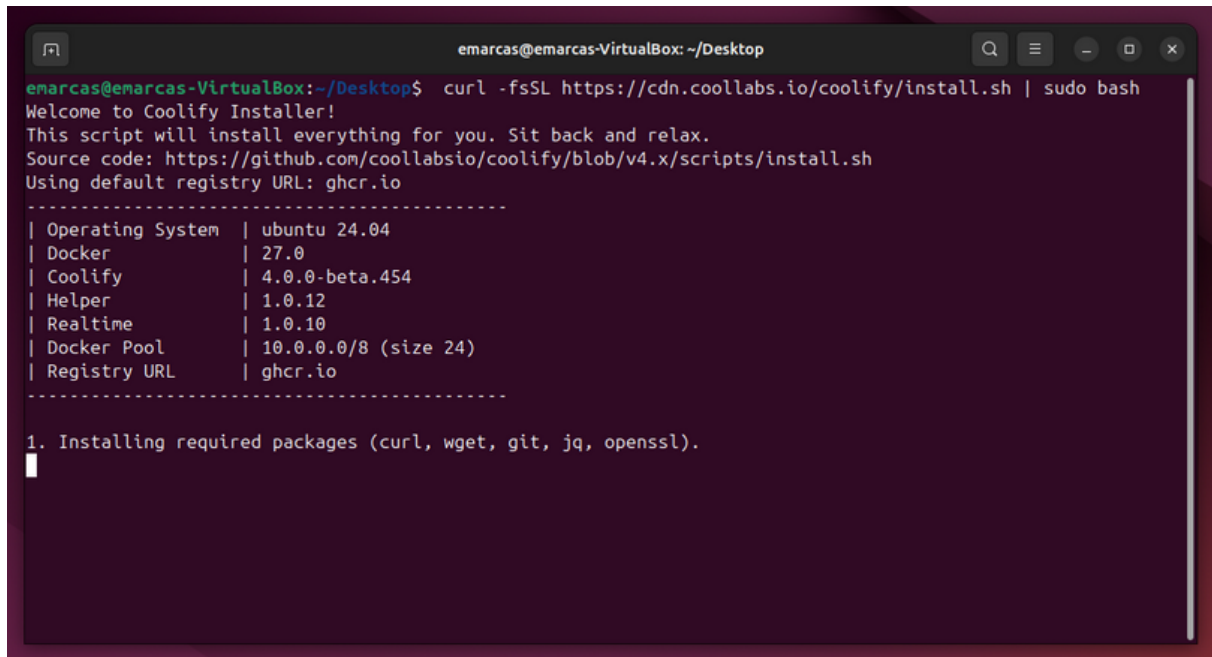 emarcas@emarcas-VirtualBox: ~/Desktop
emarcas@emarcas-VirtualBox:~/Desktop$  curl -fsSL https://cdn.coollabs.io/coolify/install.sh | sudo bash
Welcome to Coolify Installer!
This script will install everything for you. Sit back and relax.
Source code: https://github.com/coollabsio/coolify/blob/v4.x/scripts/install.sh
Using default registry URL: ghcr.io
---------------------------------------------
| Operating System  | ubuntu 24.04
| Docker            | 27.0
| Coolify           | 4.0.0-beta.454
| Helper            | 1.0.12
| Realtime          | 1.0.10
| Docker Pool       | 10.0.0.0/8 (size 24)
| Registry URL      | ghcr.io
---------------------------------------------
1. Installing required packages (curl, wget, git, jq, openssl).